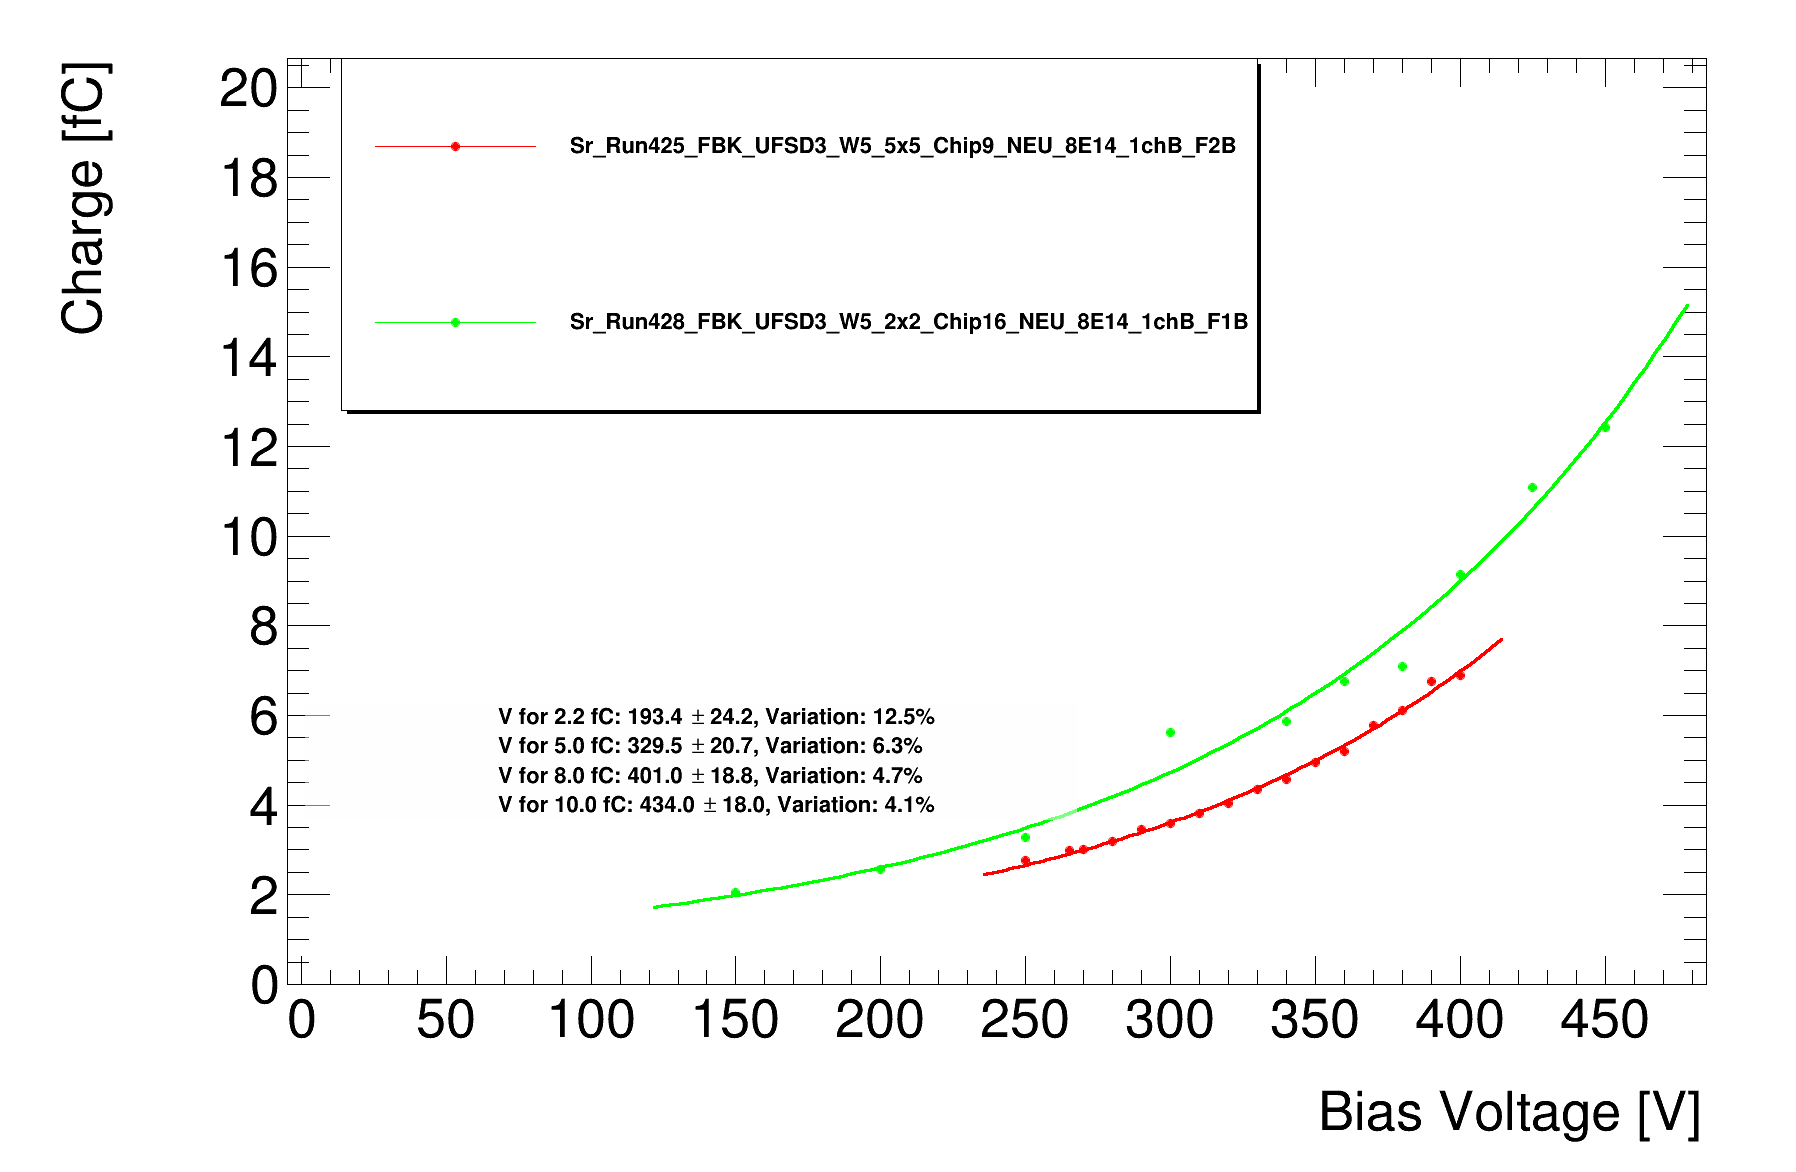 Charge [fC]
20
18
16
14
12
10
8
6
4
2
0
Sr_Run425_FBK_UFSD3_W5_5x5_Chip9_NEU_8E14_1chB_F2B
Sr_Run428_FBK_UFSD3_W5_2x2_Chip16_NEU_8E14_1chB_F1B
V for 2.2 fC: 193.4 ± 24.2, Variation: 12.5%
V for 5.0 fC: 329.5 ± 20.7, Variation: 6.3%
V for 8.0 fC: 401.0 ± 18.8, Variation: 4.7%
V for 10.0 fC: 434.0 ± 18.0, Variation: 4.1%
0 50 100 150 200 250 300 350 400 450
Bias Voltage [V]